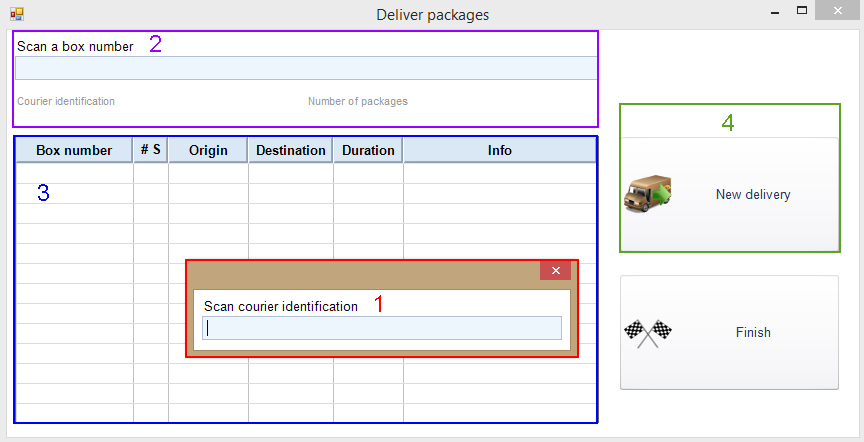 Deliver packages
Scan a box number 2
Courier identification Number of packages
Box number # S Origin Destination Duration Info
3
Scan courier identification 1
4
New delivery
Finish